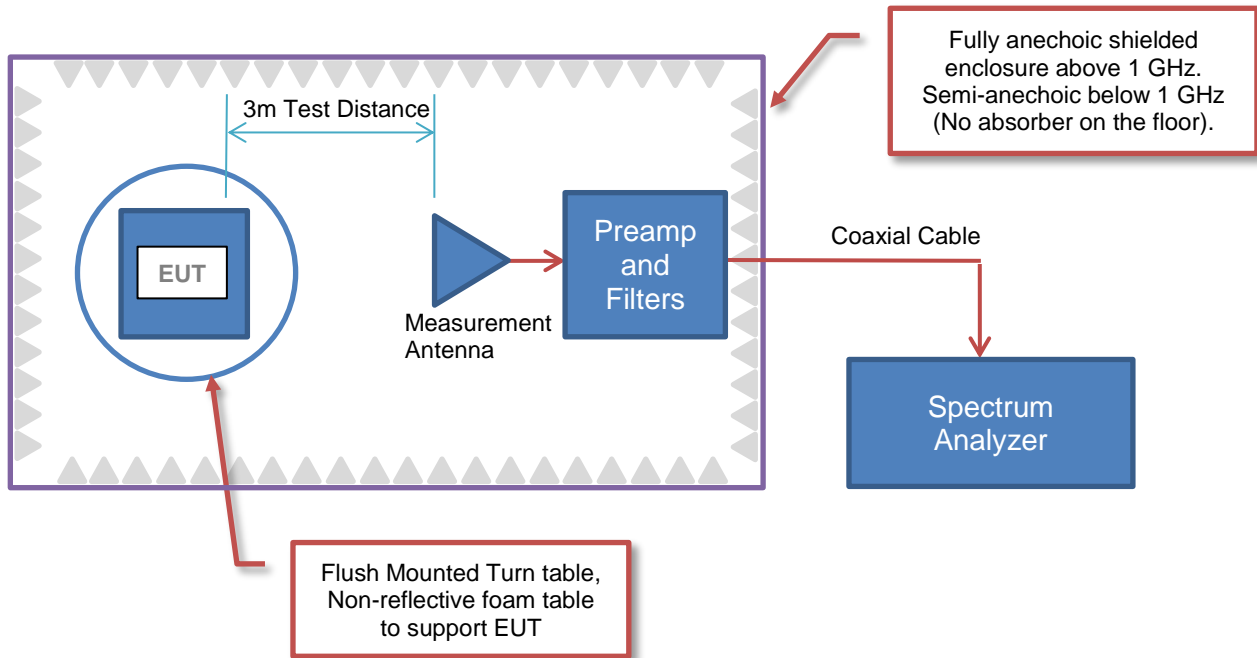 Fully anechoic shielded
enclosure above 1 GHz.
Semi-anechoic below 1 GHz
(No absorber on the floor).
3m Test Distance
EUT
Preamp
and
Filters
Coaxial Cable
Measurement
Antenna
Spectrum
Analyzer
Flush Mounted Turn table,
Non-reflective foam table
to support EUT